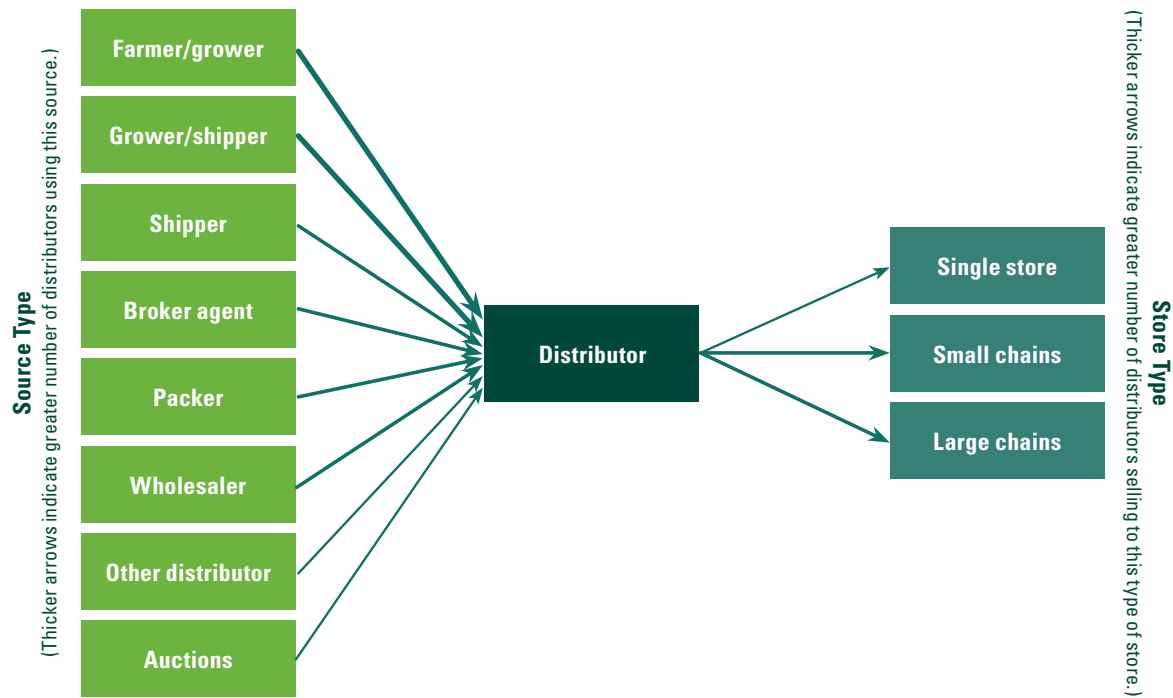 Source Type
(Thicker arrows indicate greater number of distributors using this source.)
Farmer/grower
Grower/shipper
Shipper
Broker agent
Packer
Wholesaler
Other distributor
Auctions
Distributor
Single store
Small chains
Large chains
Store Type
(Thicker arrows indicate greater number of distributors selling to this type of store.)